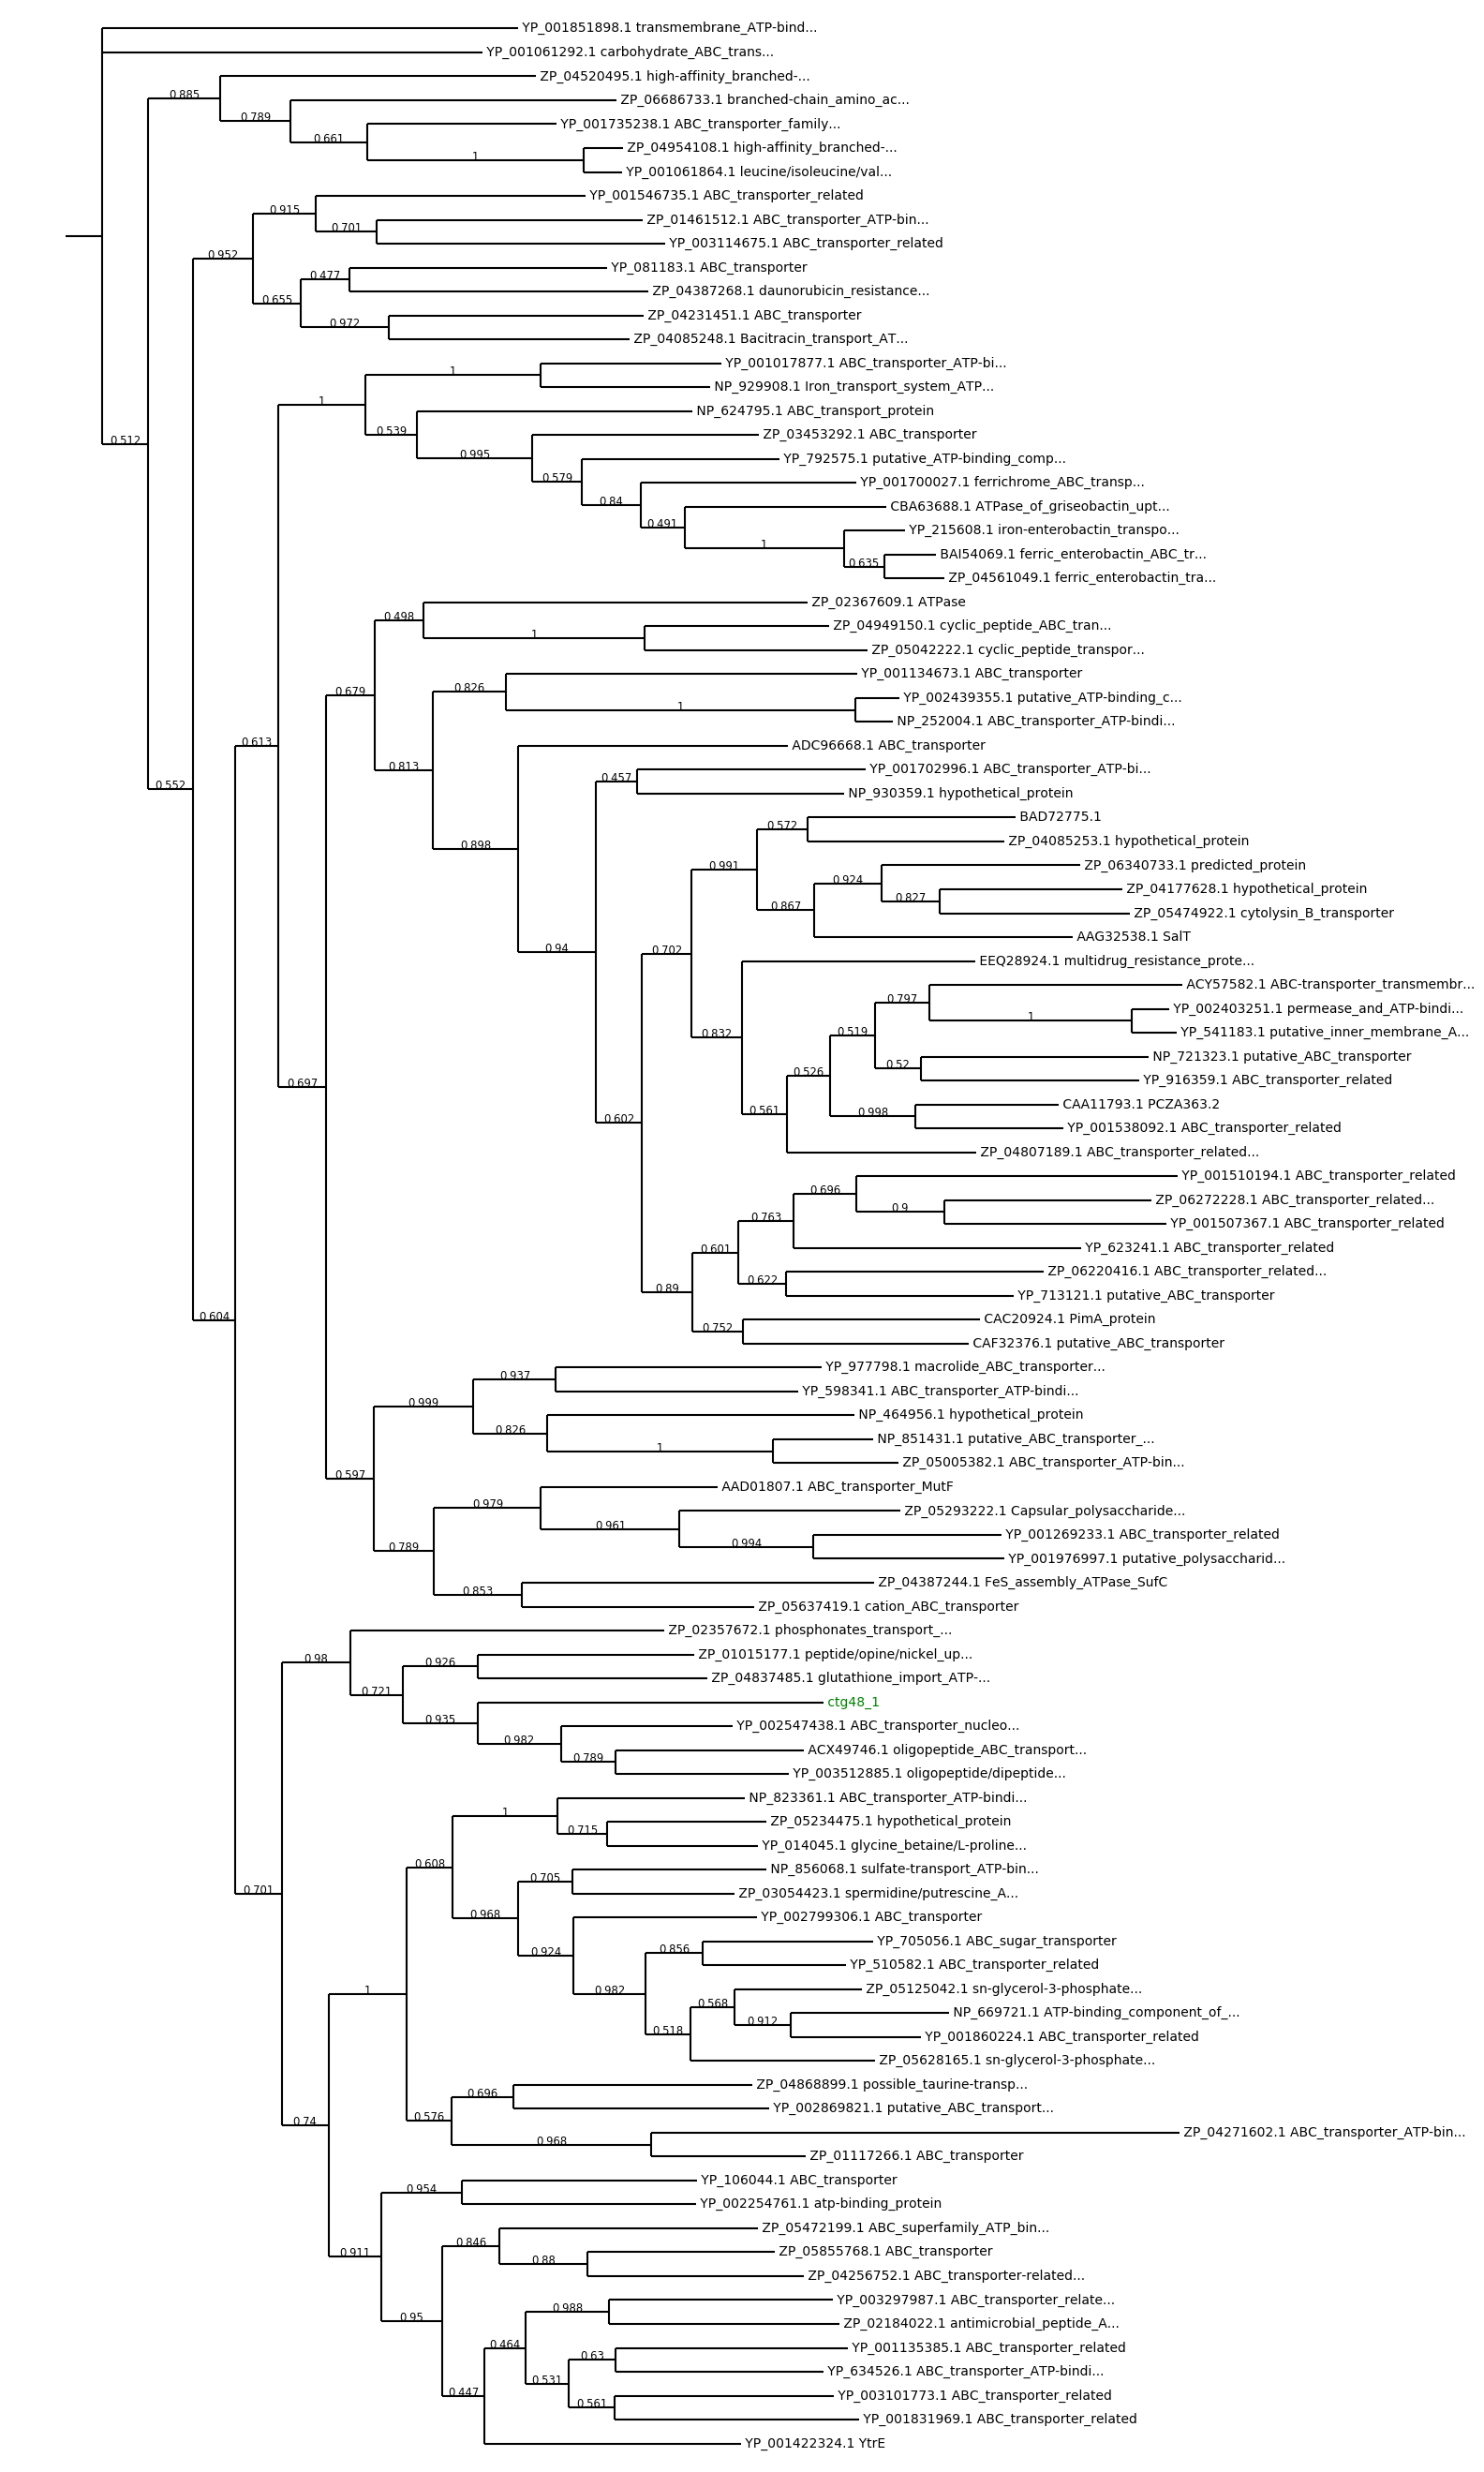 YP_001851898.1 transmembrane_ATP-bind...
YP_001061292.1 carbohydrate_ABC_trans...
ZP_04520495.1 high-affinity_branched-...
0.885
ZP_06686733.1 branched-chain_amino_ac...
0.789
YP_001735238.1 ABC_transporter_family...
0.661
ZP_04954108.1 high-affinity_branched-...
1
YP_001061864.1 leucine/isoleucine/val...
YP_001546735.1 ABC_transporter_related
0.915
ZP_01461512.1 ABC_transporter_ATP-bin...
0.701
YP_003114675.1 ABC_transporter_related
0.952
YP_081183.1 ABC_transporter
0.477
ZP_04387268.1 daunorubicin_resistance...
0.655
ZP_04231451.1 ABC_transporter
0.972
ZP_04085248.1 Bacitracin_transport_AT...
YP_001017877.1 ABC_transporter_ATP-bi...
1
NP_929908.1 Iron_transport_system_ATP...
1
NP_624795.1 ABC_transport_protein
0.539
ZP_03453292.1 ABC_transporter
0.512
0.995
YP_792575.1 putative_ATP-binding_comp...
0.579
YP_001700027.1 ferrichrome_ABC_transp...
0.84
CBA63688.1 ATPase_of_griseobactin_upt...
0.491
YP_215608.1 iron-enterobactin_transpo...
1
BAI54069.1 ferric_enterobactin_ABC_tr...
0.635
ZP_04561049.1 ferric_enterobactin_tra...
ZP_02367609.1 ATPase
0.498
ZP_04949150.1 cyclic_peptide_ABC_tran...
1
ZP_05042222.1 cyclic_peptide_transpor...
YP_001134673.1 ABC_transporter
0.679
0.826
YP_002439355.1 putative_ATP-binding_c...
1
NP_252004.1 ABC_transporter_ATP-bindi...
0.613
ADC96668.1 ABC_transporter
0.813
YP_001702996.1 ABC_transporter_ATP-bi...
0.457
0.552
NP_930359.1 hypothetical_protein
BAD72775.1
0.572
ZP_04085253.1 hypothetical_protein
0.898
0.991
ZP_06340733.1 predicted_protein
0.924
ZP_04177628.1 hypothetical_protein
0.827
0.867
ZP_05474922.1 cytolysin_B_transporter
AAG32538.1 SalT
0.94
0.702
EEQ28924.1 multidrug_resistance_prote...
ACY57582.1 ABC-transporter_transmembr...
0.797
YP_002403251.1 permease_and_ATP-bindi...
1
YP_541183.1 putative_inner_membrane_A...
0.832
0.519
NP_721323.1 putative_ABC_transporter
0.52
0.526
YP_916359.1 ABC_transporter_related
0.697
CAA11793.1 PCZA363.2
0.561
0.998
0.602
YP_001538092.1 ABC_transporter_related
ZP_04807189.1 ABC_transporter_related...
YP_001510194.1 ABC_transporter_related
0.696
ZP_06272228.1 ABC_transporter_related...
0.9
0.763
YP_001507367.1 ABC_transporter_related
0.601
YP_623241.1 ABC_transporter_related
ZP_06220416.1 ABC_transporter_related...
0.622
0.89
YP_713121.1 putative_ABC_transporter
0.604
CAC20924.1 PimA_protein
0.752
CAF32376.1 putative_ABC_transporter
YP_977798.1 macrolide_ABC_transporter...
0.937
YP_598341.1 ABC_transporter_ATP-bindi...
0.999
NP_464956.1 hypothetical_protein
0.826
NP_851431.1 putative_ABC_transporter_...
1
ZP_05005382.1 ABC_transporter_ATP-bin...
0.597
AAD01807.1 ABC_transporter_MutF
0.979
ZP_05293222.1 Capsular_polysaccharide...
0.961
YP_001269233.1 ABC_transporter_related
0.994
0.789
YP_001976997.1 putative_polysaccharid...
ZP_04387244.1 FeS_assembly_ATPase_SufC
0.853
ZP_05637419.1 cation_ABC_transporter
ZP_02357672.1 phosphonates_transport_...
ZP_01015177.1 peptide/opine/nickel_up...
0.98
0.926
ZP_04837485.1 glutathione_import_ATP-...
0.721
ctg48_1
0.935
YP_002547438.1 ABC_transporter_nucleo...
0.982
ACX49746.1 oligopeptide_ABC_transport...
0.789
YP_003512885.1 oligopeptide/dipeptide...
NP_823361.1 ABC_transporter_ATP-bindi...
1
ZP_05234475.1 hypothetical_protein
0.715
YP_014045.1 glycine_betaine/L-proline...
0.608
NP_856068.1 sulfate-transport_ATP-bin...
0.705
0.701
ZP_03054423.1 spermidine/putrescine_A...
0.968
YP_002799306.1 ABC_transporter
YP_705056.1 ABC_sugar_transporter
0.924
0.856
YP_510582.1 ABC_transporter_related
1
0.982
ZP_05125042.1 sn-glycerol-3-phosphate...
0.568
NP_669721.1 ATP-binding_component_of_...
0.912
0.518
YP_001860224.1 ABC_transporter_related
ZP_05628165.1 sn-glycerol-3-phosphate...
ZP_04868899.1 possible_taurine-transp...
0.696
YP_002869821.1 putative_ABC_transport...
0.576
0.74
ZP_04271602.1 ABC_transporter_ATP-bin...
0.968
ZP_01117266.1 ABC_transporter
YP_106044.1 ABC_transporter
0.954
YP_002254761.1 atp-binding_protein
ZP_05472199.1 ABC_superfamily_ATP_bin...
0.846
0.911
ZP_05855768.1 ABC_transporter
0.88
ZP_04256752.1 ABC_transporter-related...
YP_003297987.1 ABC_transporter_relate...
0.988
0.95
ZP_02184022.1 antimicrobial_peptide_A...
0.464
YP_001135385.1 ABC_transporter_related
0.63
YP_634526.1 ABC_transporter_ATP-bindi...
0.531
0.447
YP_003101773.1 ABC_transporter_related
0.561
YP_001831969.1 ABC_transporter_related
YP_001422324.1 YtrE